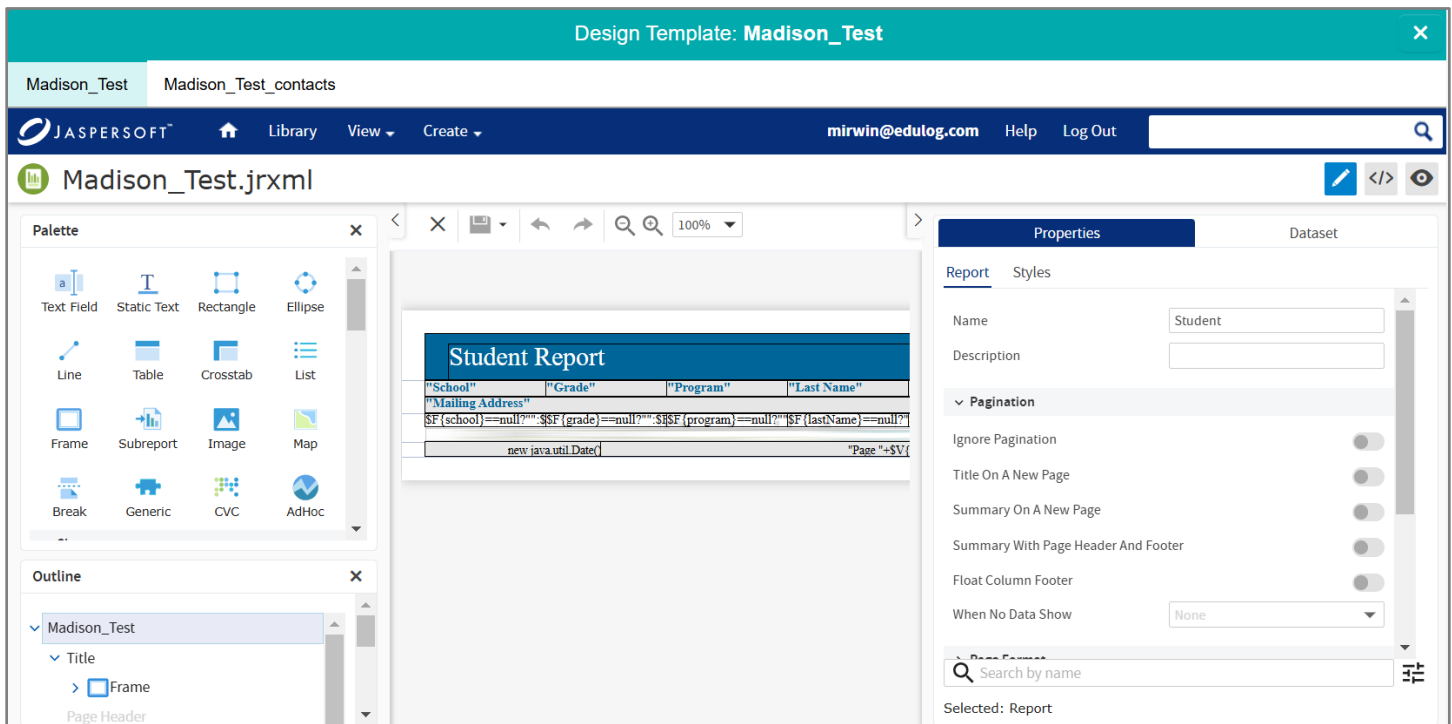 Design Template: Madison_Test
Madison_Test Madison_Test_contacts
JASPERSOFT™ Library View Create mirwin@edulog.com Help Log Out
Madison_Test.jrxml </>
Palette
100%
Properties Dataset
a T
Text Field Static Text Rectangle Ellipse
Line Table Crosstab List
Frame Subreport Image Map
Break Generic CVC AdHoc
Outline
Madison_Test
Title
Frame
Page Header
Student Report
"School" "Grade" "Program" "Last Name"
"Mailing Address"
$F{school}==null?"":$ $F{grade}==null?"":$I $F{program}==null?"" $F{lastName}==null?"
new java.util.Date() "Page "+$V{
Report Styles
Name Student
Description
Pagination
Ignore Pagination
Title On A New Page
Summary On A New Page
Summary With Page Header And Footer
Float Column Footer
When No Data Show None
Page Format
Search by name
Selected: Report